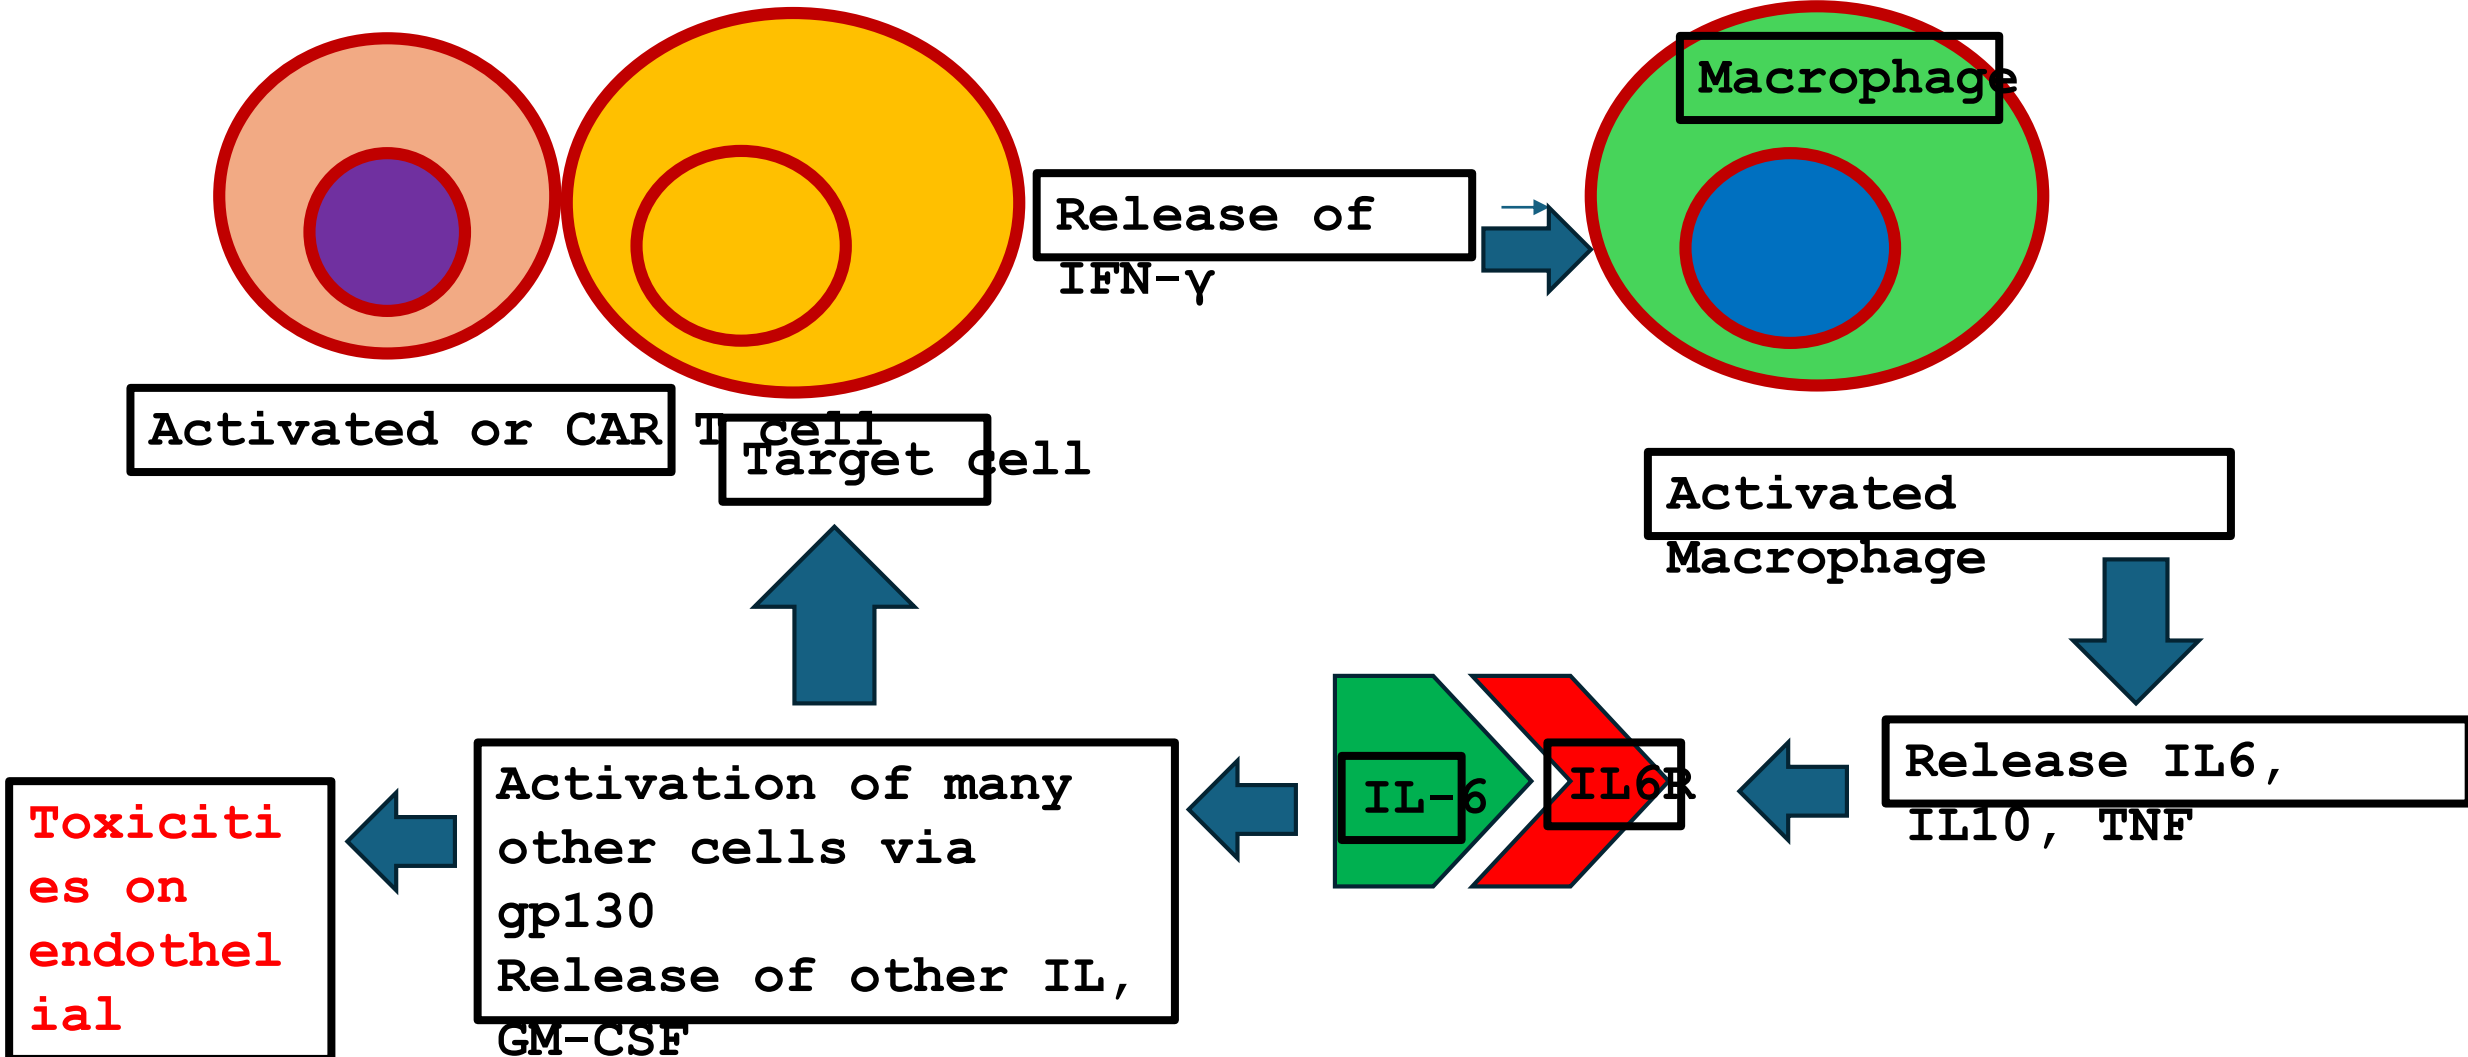 Macrophage
Release of
IFN-γ
Activated or CAR T cell
Target cell
Activated
Macrophage
Release IL6,
IL10, TNF
IL6R
IL-6
Activation of many
other cells via
gp130
Release of other IL,
GM-CSF
Toxiciti
es on
endothel
ial